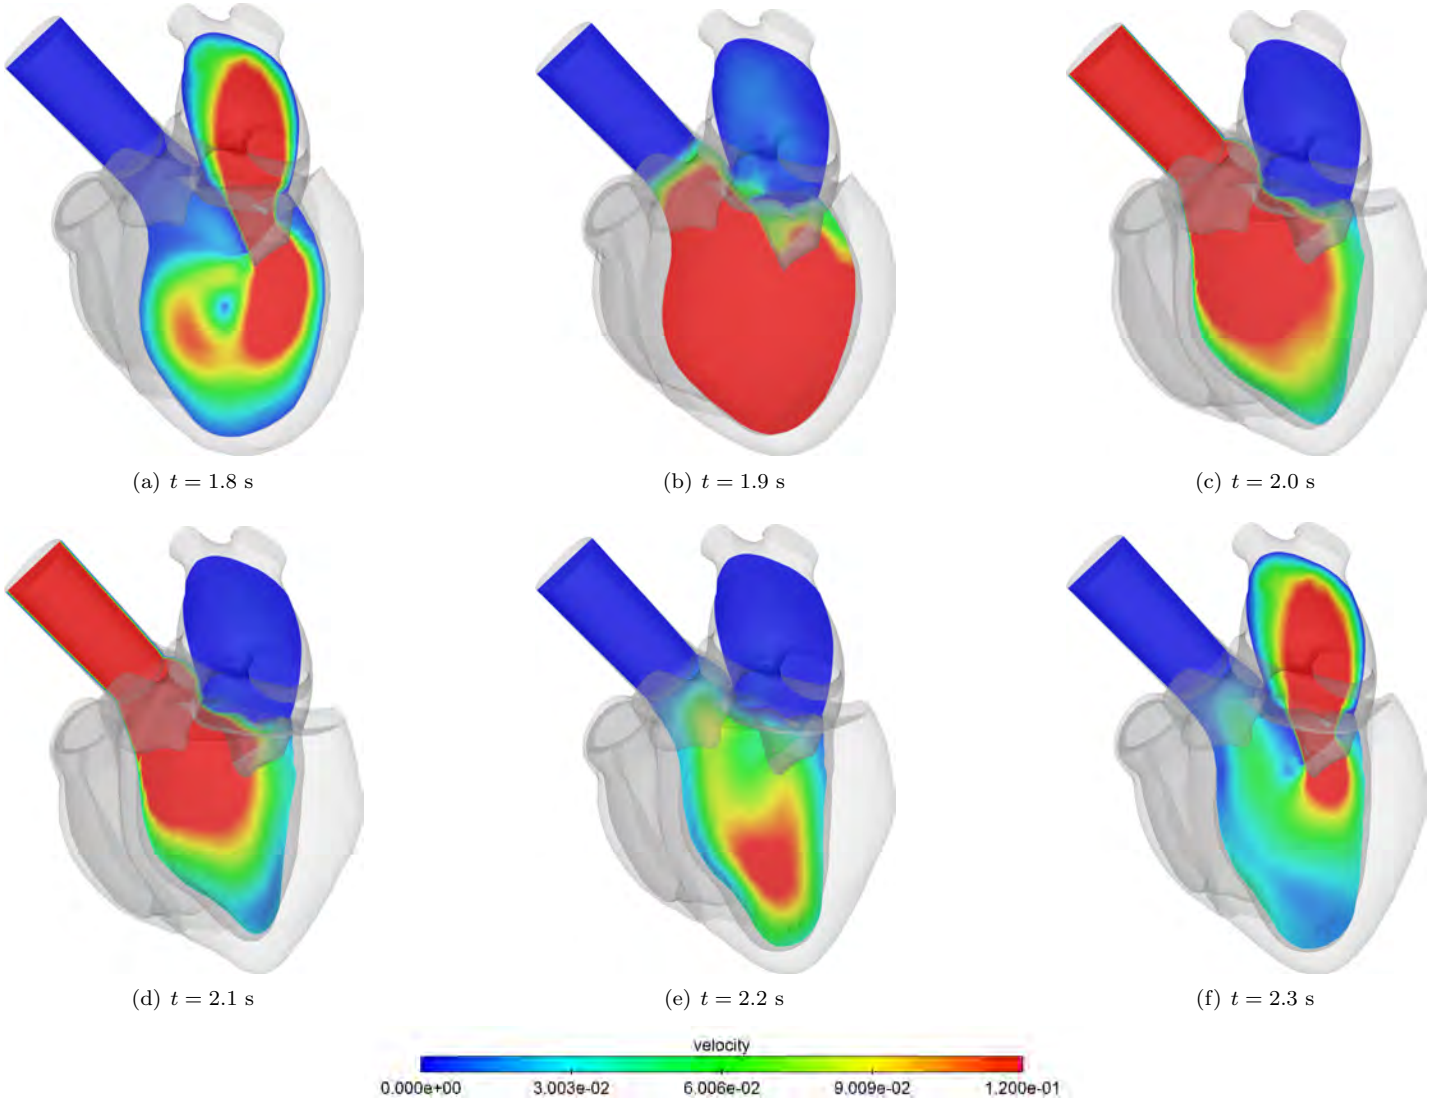 (a) t = 1.8 s
(b) t = 1.9 s
(c) t = 2.0 s
(d) t = 2.1 s
(e) t = 2.2 s
(f) t = 2.3 s
velocity
0.000e+00 3.003e-02 6.006e-02 9.009e-02 1.200e-01